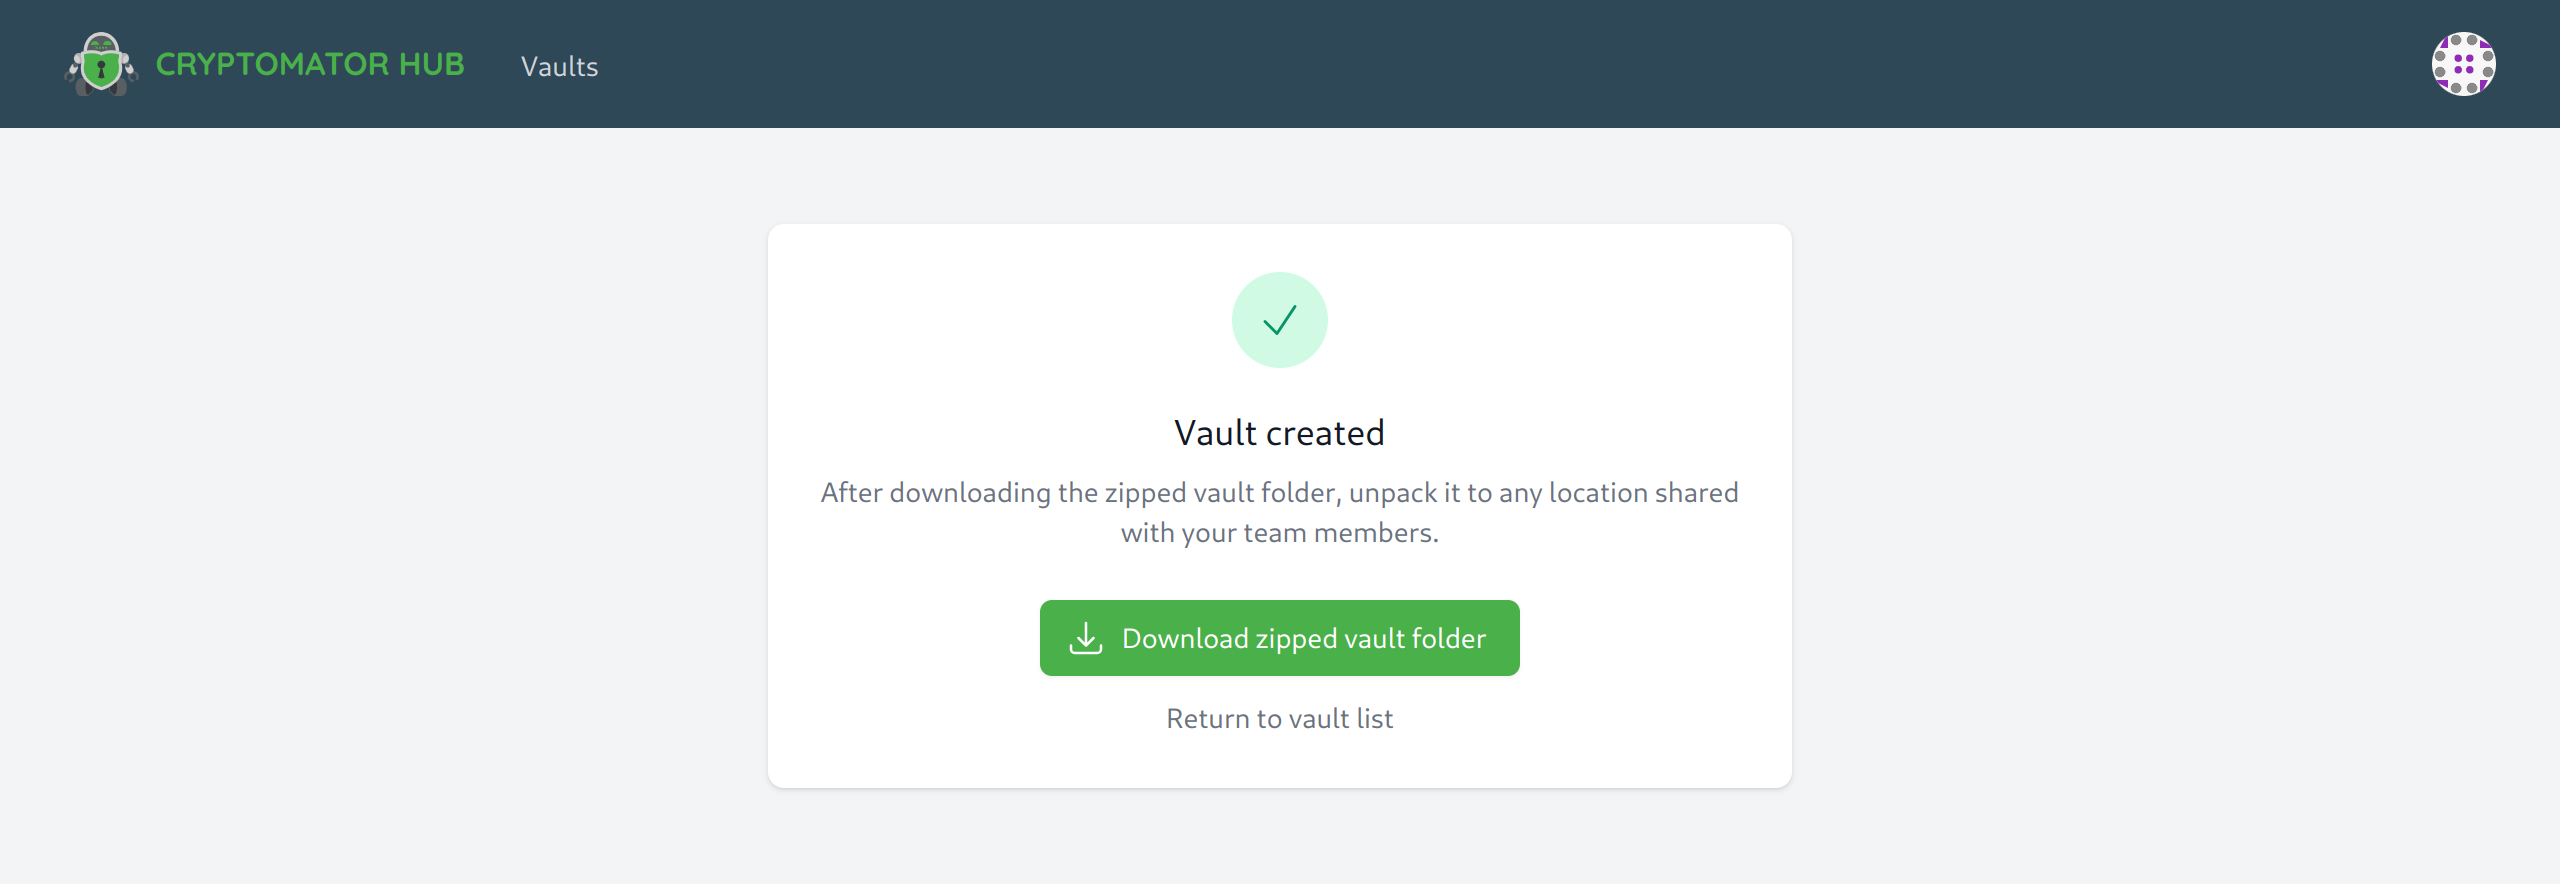 CRYPTOMATOR HUB
Vaults
Vault created
After downloading the zipped vault folder, unpack it to any location shared
with your team members.
Download zipped vault folder
Return to vault list